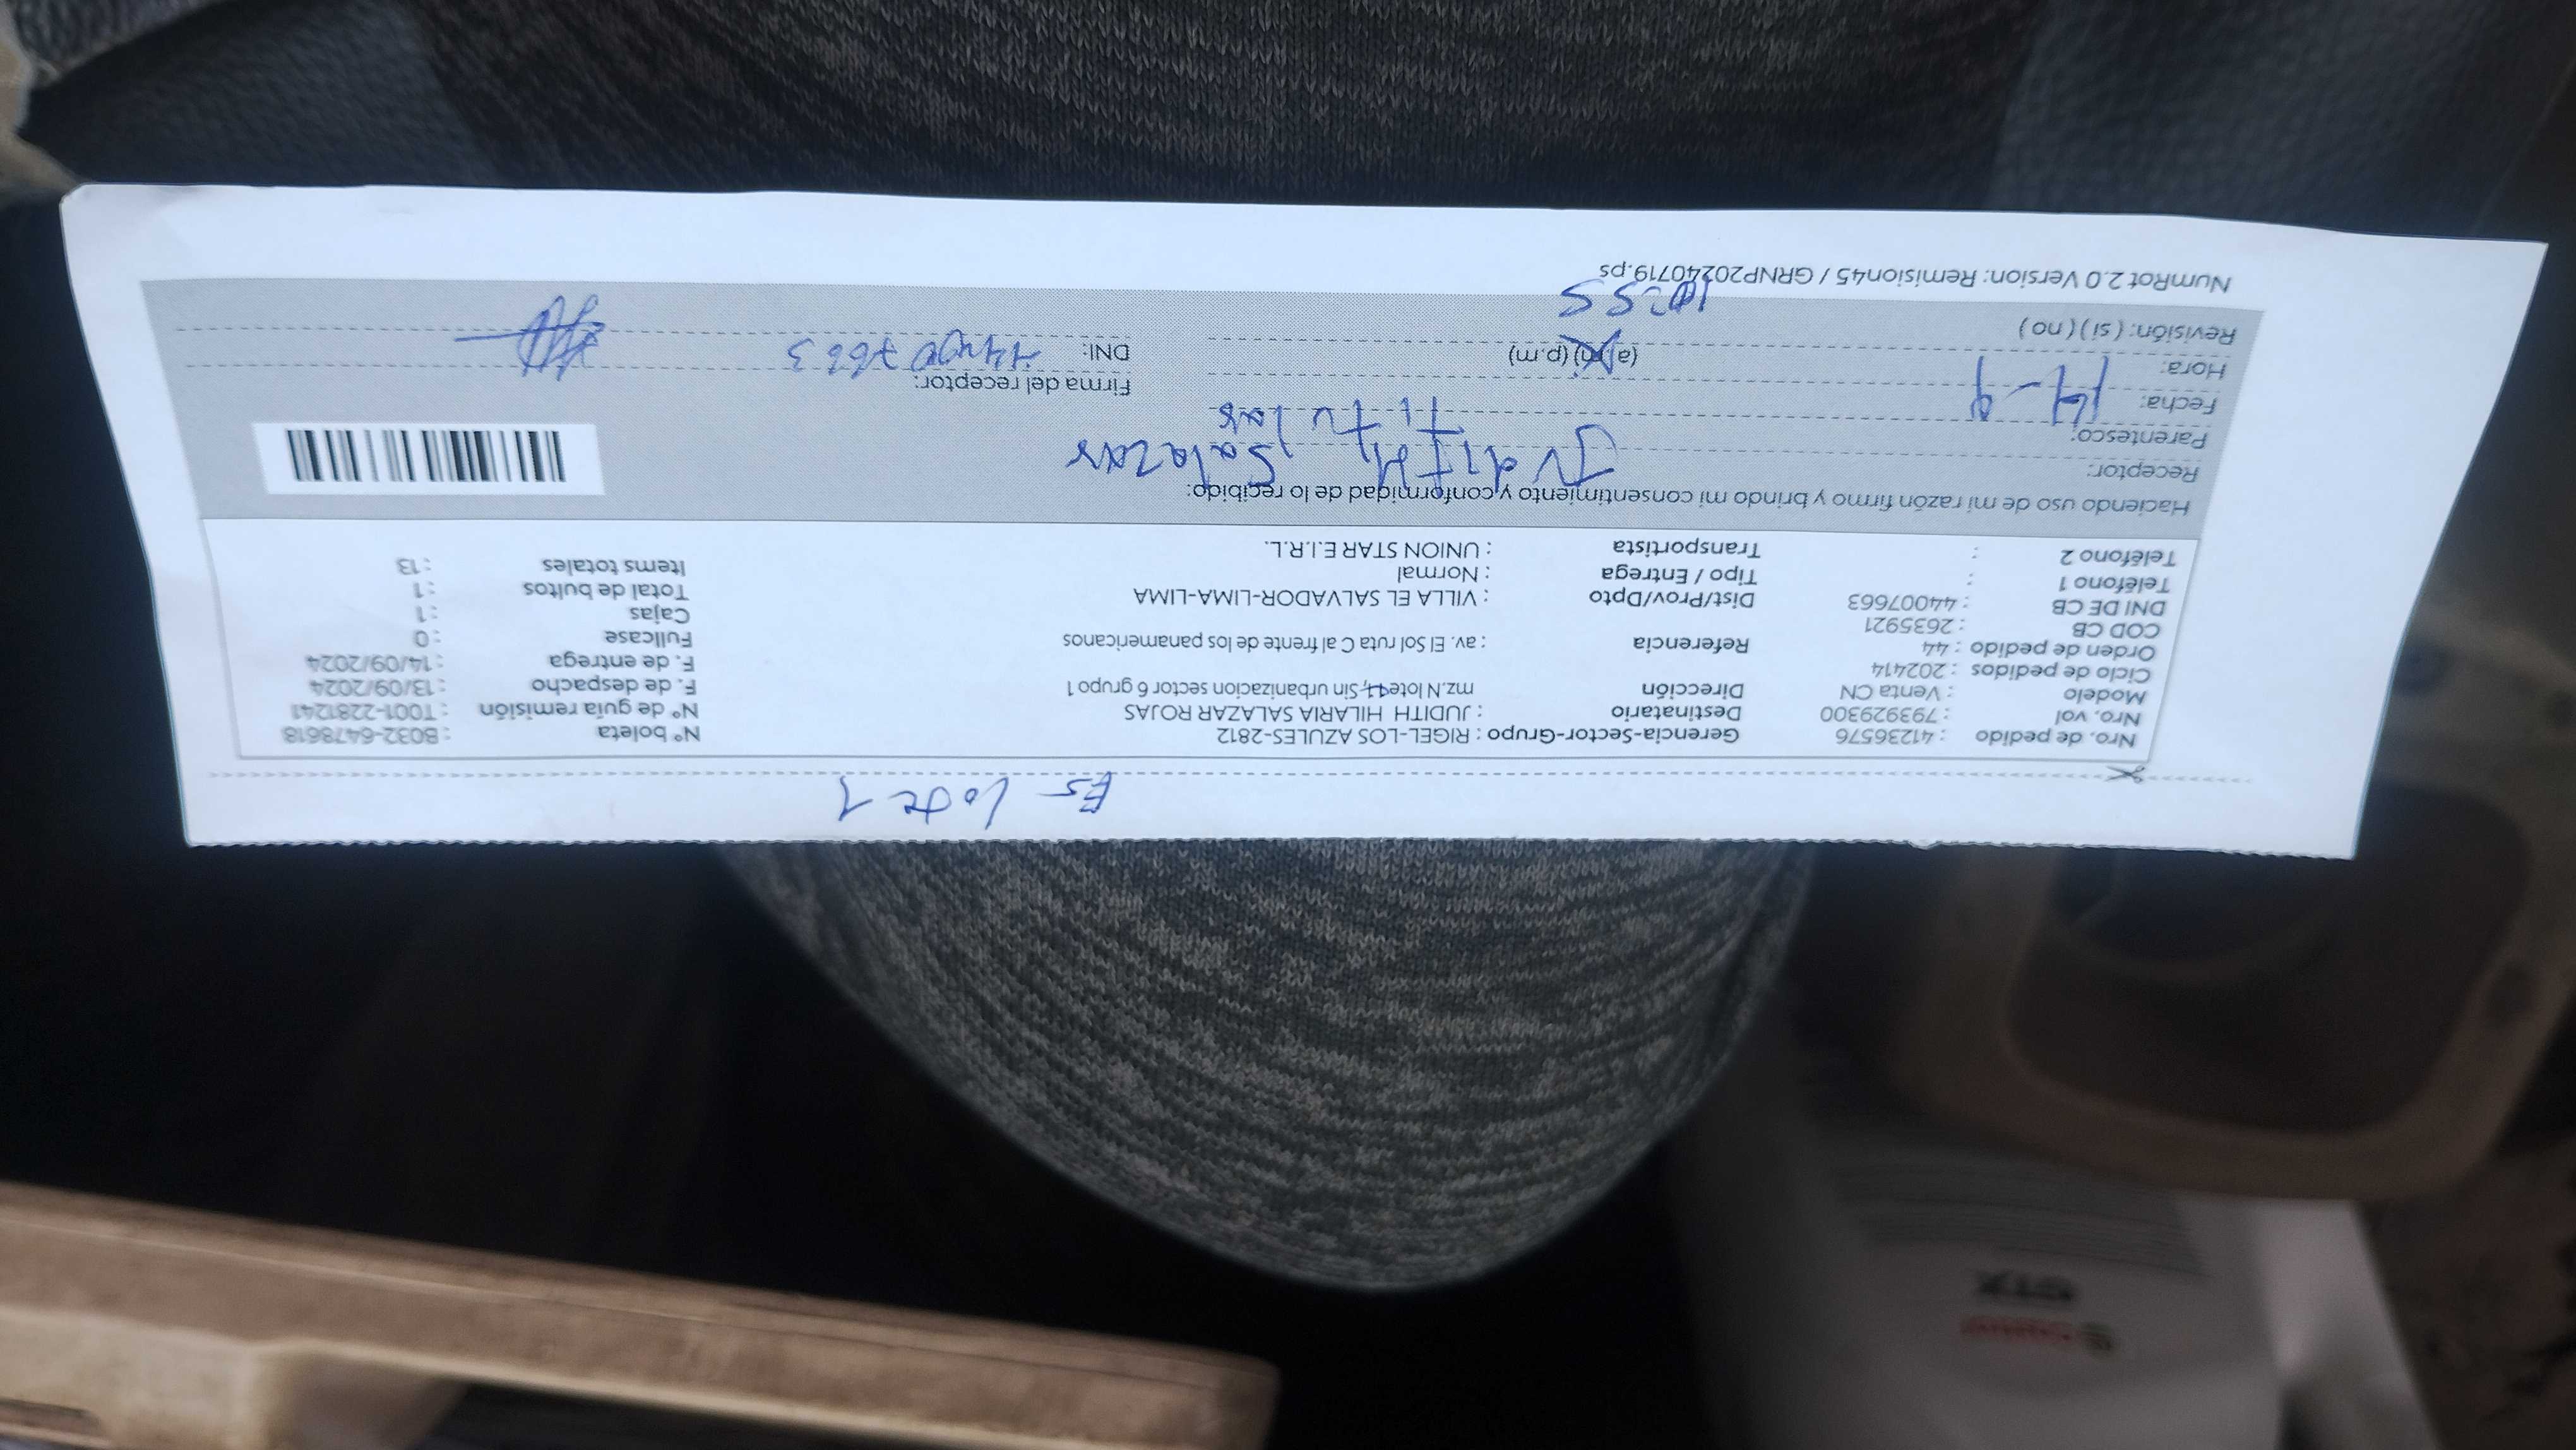 Es lote 1
Nro. de pedido : 41236576 Gerencia-Sector-Grupo : RIGEL-LOS AZULES-2812 N° boleta : B032-6478618
Nro. vol : 793929300 Destinatario : JUDITH HILARIA SALAZAR ROJAS N° de guía remisión : T001-2281241
Modelo : Venta CN Dirección mz.N lote Sin urbanizacion sector 6 grupo 1 F. de despacho : 13/09/2024
Ciclo de pedidos : 202414 F. de entrega : 14/09/2024
Orden de pedido : 44 Referencia : av. El Sol ruta C al frente de los panamericanos Fullcase : 0
COD CB : 2635921 Cajas : 1
DNI DE CB : 44007663 Dist/Prov/Dpto : VILLA EL SALVADOR-LIMA-LIMA Total de bultos : 1
Teléfono 1 : Tipo / Entrega : Normal Items totales : 13
Teléfono 2 : Transportista : UNION STAR E.I.R.L.
Haciendo uso de mi razón firmo y brindo mi consentimiento y conformidad de lo recibido:
Receptor: Judith Salazar
Parentesco: Titular
Fecha: 14-9 Firma del receptor:
Hora: 10:55 (a.m) (p.m) DNI: 44007663
Revisión: ( si ) ( no )
NumRot 2.0 Version: Remision45 / GRNP20240719.ps